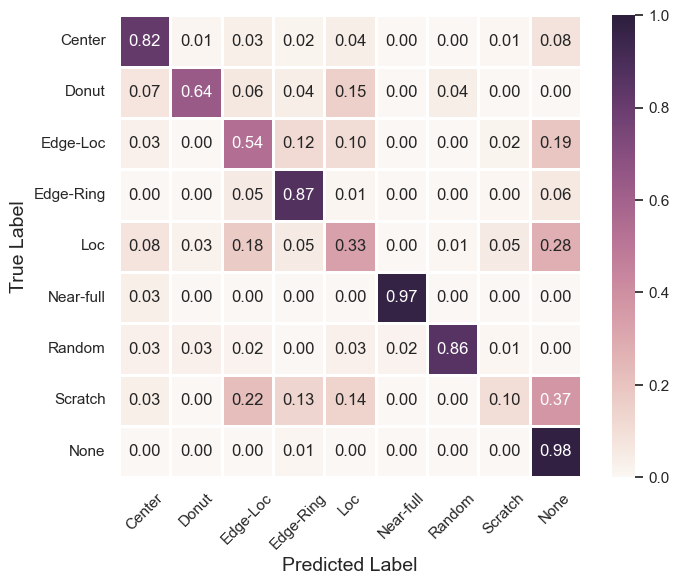 Center 0.82 0.01 0.03 0.02 0.04 0.00 0.00 0.01 0.08
Donut 0.07 0.64 0.06 0.04 0.15 0.00 0.04 0.00 0.00
Edge-Loc 0.03 0.00 0.54 0.12 0.10 0.00 0.00 0.02 0.19
Edge-Ring 0.00 0.00 0.05 0.87 0.01 0.00 0.00 0.00 0.06
Loc 0.08 0.03 0.18 0.05 0.33 0.00 0.01 0.05 0.28
Near-full 0.03 0.00 0.00 0.00 0.00 0.97 0.00 0.00 0.00
Random 0.03 0.03 0.02 0.00 0.03 0.02 0.86 0.01 0.00
Scratch 0.03 0.00 0.22 0.13 0.14 0.00 0.00 0.10 0.37
None 0.00 0.00 0.00 0.01 0.00 0.00 0.00 0.00 0.98
Center Donut Edge-Loc Edge-Ring Loc Near-full Random Scratch None
Predicted Label
True Label
1.0
0.8
0.6
0.4
0.2
0.0